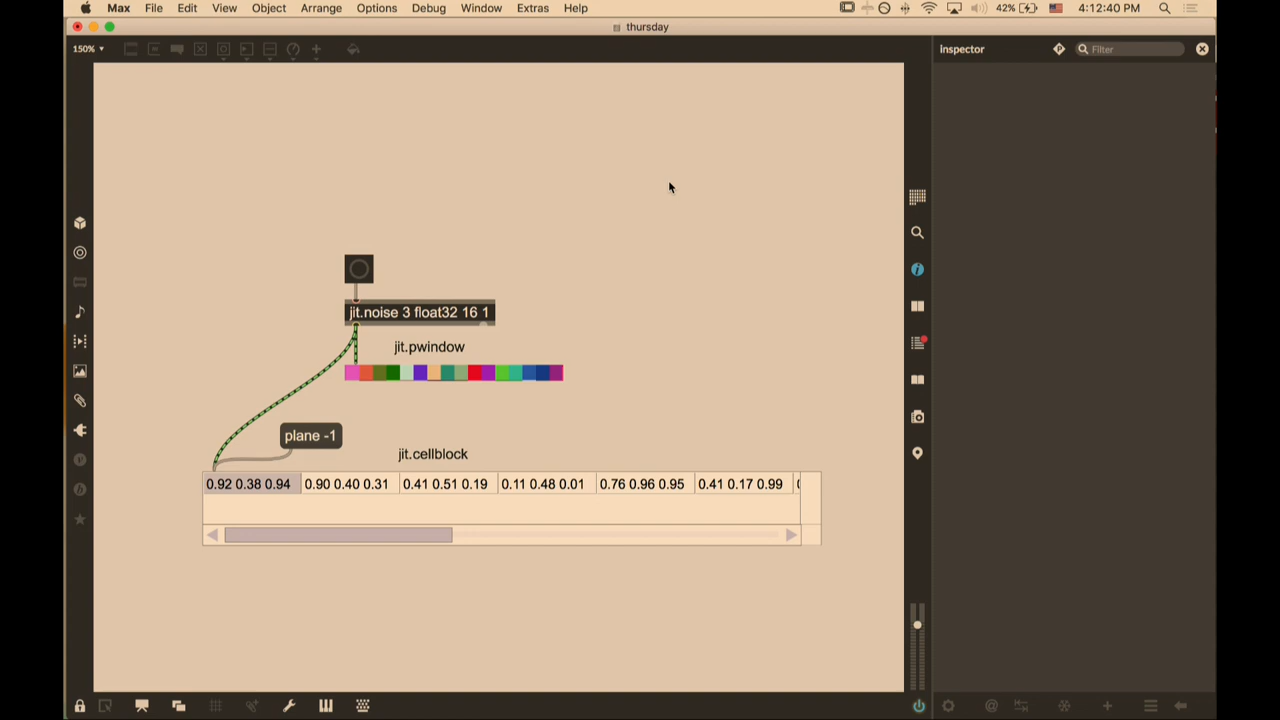 Max File Edit View Object Arrange Options Debug Window Extras Help 42% 4:12:40 PM
thursday
150% Inspector P Filter
jit.noise 3 float32 16 1
jit.pwindow
plane -1
jit.cellblock
0.92 0.38 0.94 0.90 0.40 0.31 0.41 0.51 0.19 0.11 0.48 0.01 0.76 0.96 0.95 0.41 0.17 0.99